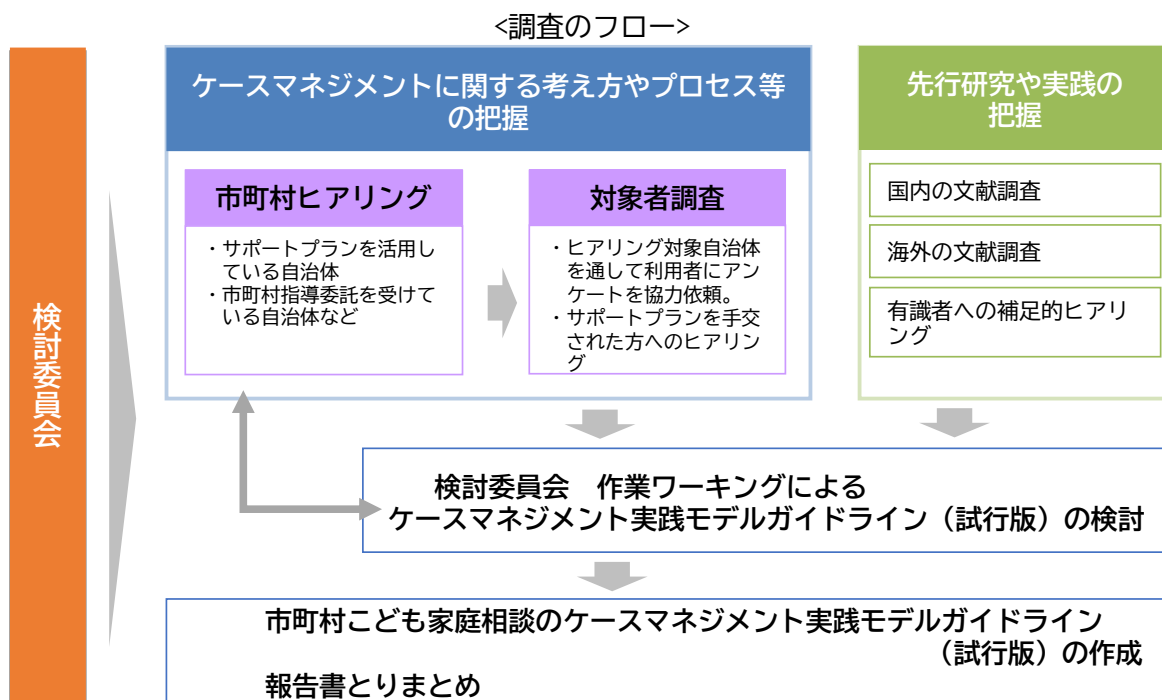 <調査のフロー>
検討委員会
ケースマネジメントに関する考え方やプロセス等
の把握
市町村ヒアリング
・サポートプランを活用し
ている自治体
・市町村指導委託を受けて
いる自治体など
対象者調査
・ヒアリング対象自治体
を通して利用者にアン
ケートを協力依頼。
・サポートプランを手交
された方へのヒアリン
グ
先行研究や実践の
把握
国内の文献調査
海外の文献調査
有識者への補足的ヒアリ
ング
検討委員会　作業ワーキングによる
ケースマネジメント実践モデルガイドライン（試行版）の検討
市町村こども家庭相談のケースマネジメント実践モデルガイドライン
（試行版）の作成
報告書とりまとめ